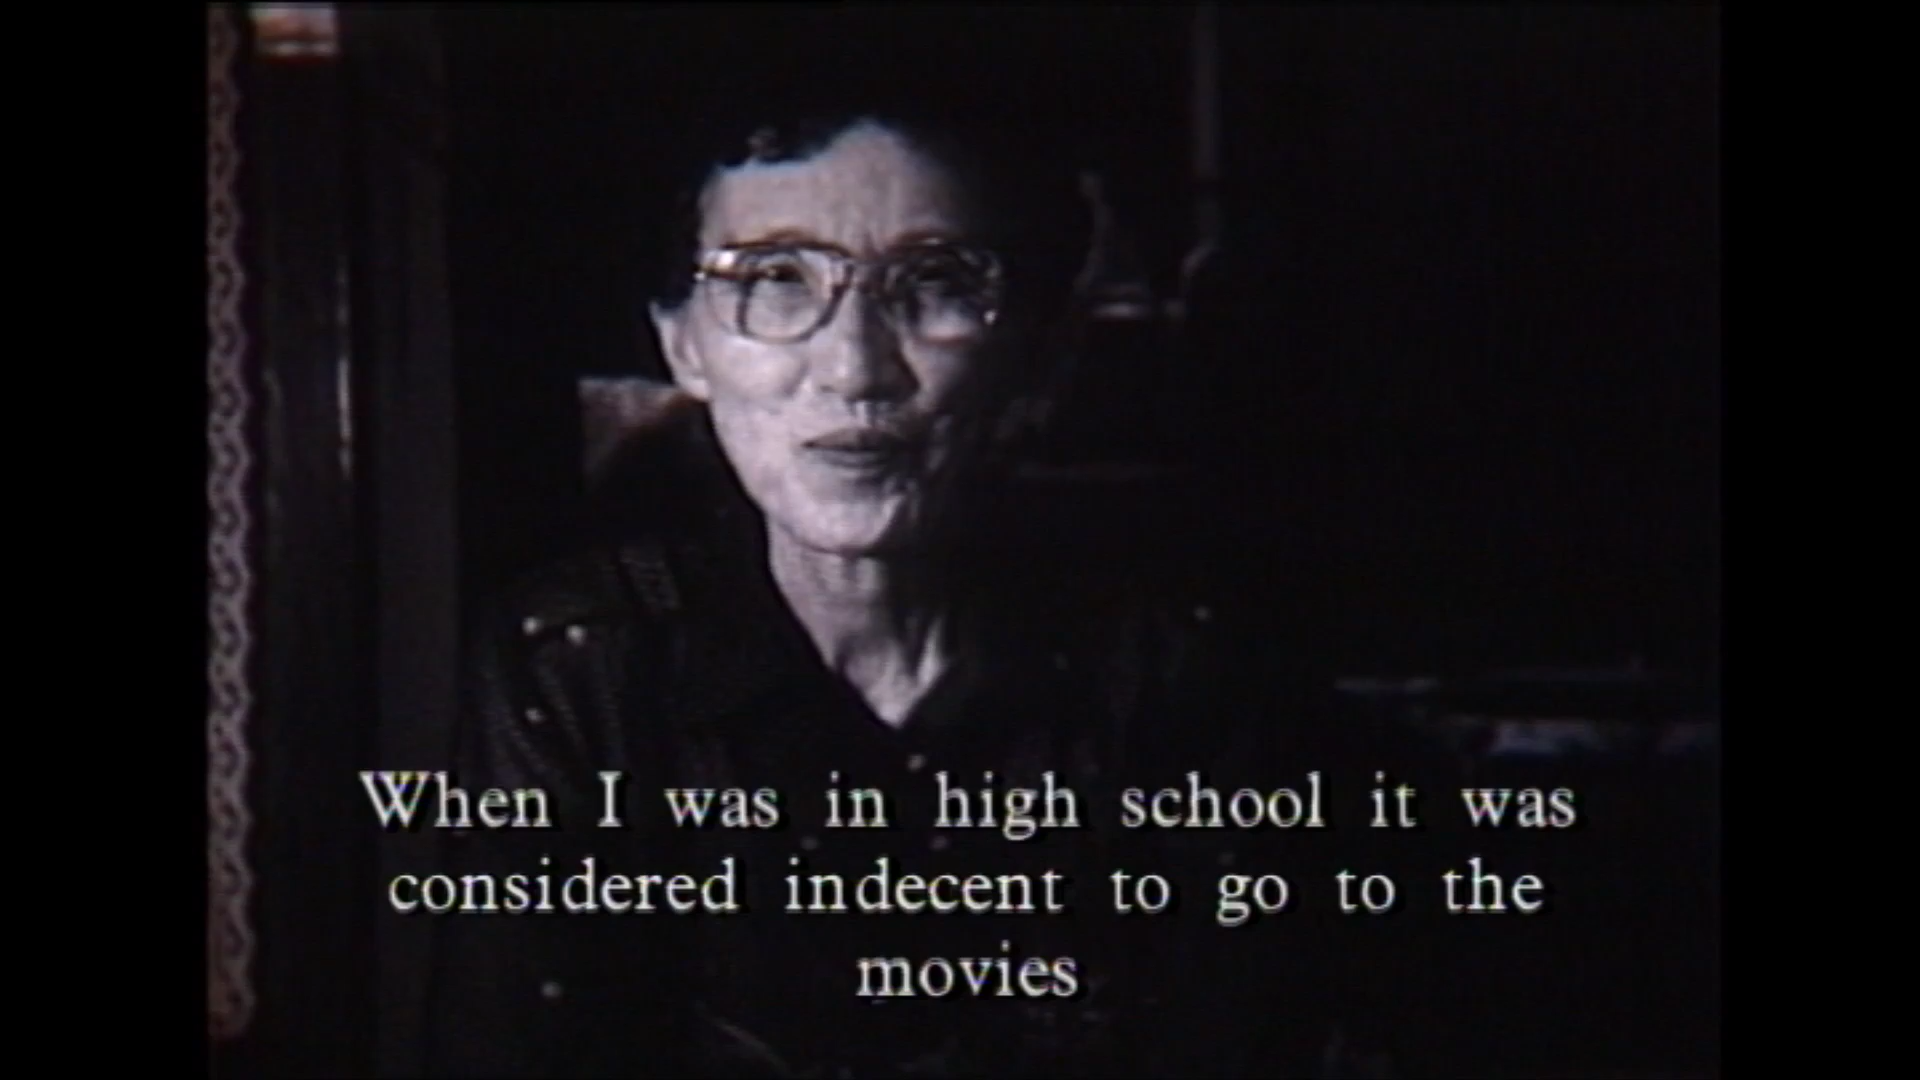 When I was in high school it was
considered indecent to go to the
movies